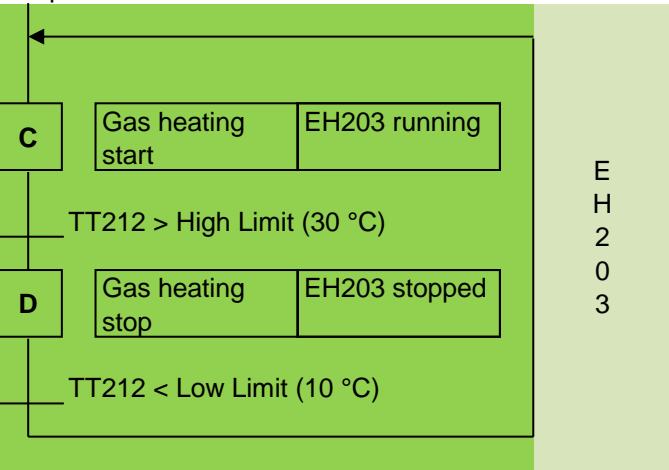 C
Gas heating
start
EH203 running
TT212 > High Limit (30 °C)
D
Gas heating
stop
EH203 stopped
TT212 < Low Limit (10 °C)
E
H
2
0
3